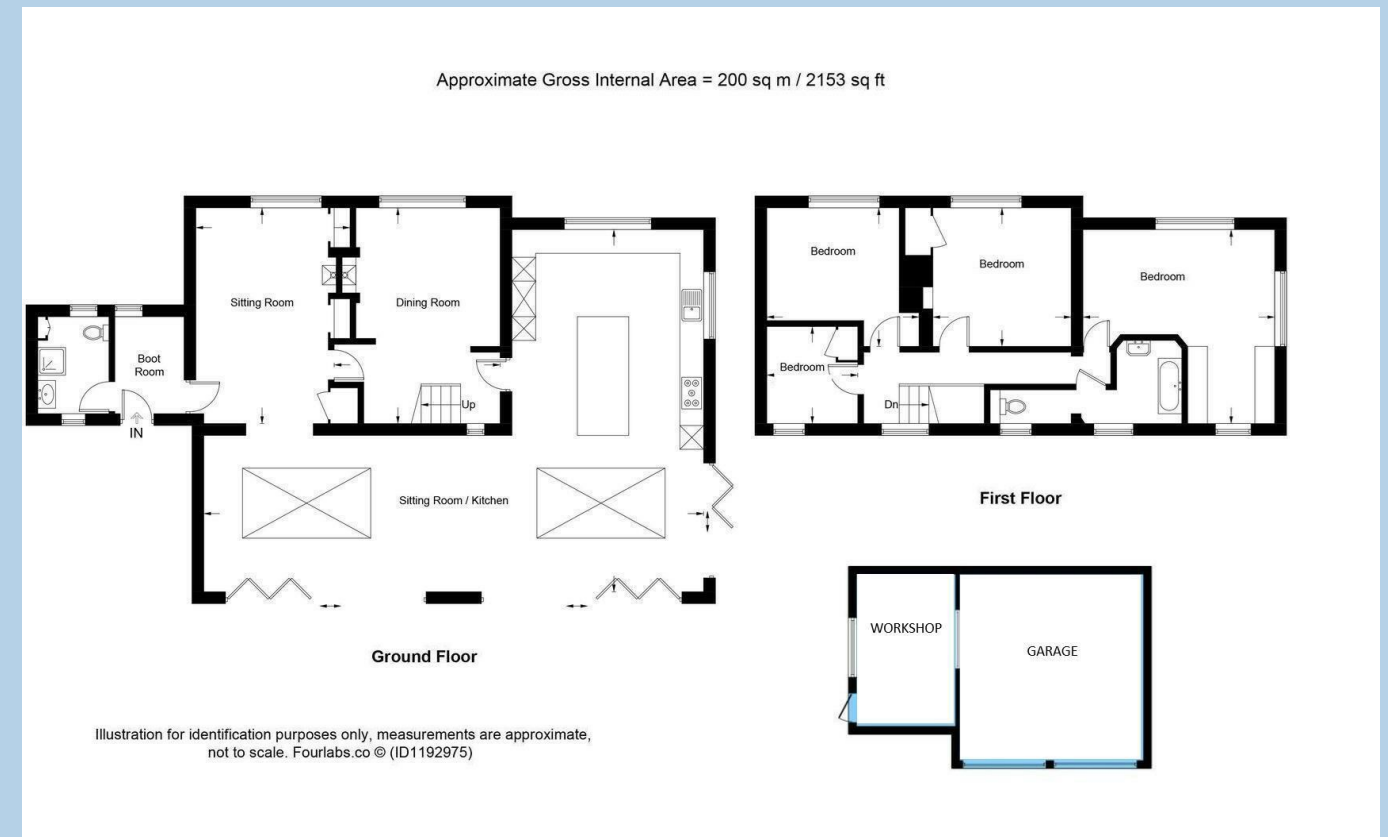 Approximate Gross Internal Area = 200 sq m / 2153 sq ft
Sitting Room
Dining Room
Boot
Room
IN
Up
Sitting Room / Kitchen
Ground Floor
Bedroom
Bedroom
Bedroom
Bedroom
Dn
First Floor
WORKSHOP
GARAGE
Illustration for identification purposes only, measurements are approximate,
not to scale. Fourlabs.co © (ID1192975)